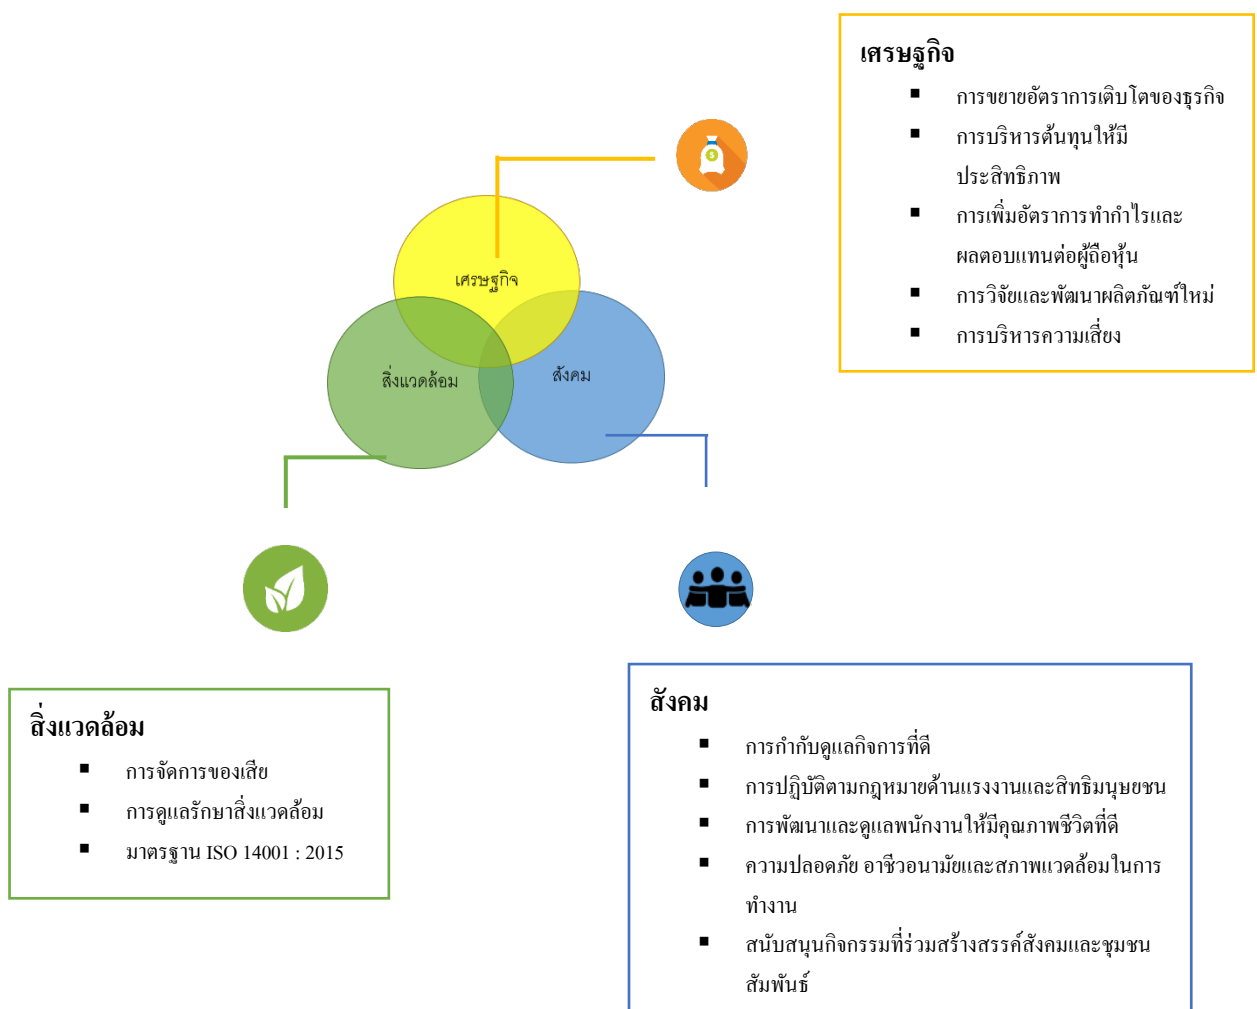 เศรษฐกิจ
▪ การขยายอัตราการเติบโตของธุรกิจ
▪ การบริหารต้นทุนให้มี
ประสิทธิภาพ
▪ การเพิ่มอัตราการทำกำไรและ
ผลตอบแทนต่อผู้ถือหุ้น
▪ การวิจัยและพัฒนาผลิตภัณฑ์ใหม่
▪ การบริหารความเสี่ยง
$
เศรษฐกิจ
สิ่งแวดล้อม
สังคม
สิ่งแวดล้อม
▪ การจัดการของเสีย
▪ การดูแลรักษาสิ่งแวดล้อม
▪ มาตรฐาน ISO 14001 : 2015
สังคม
▪ การกำกับดูแลกิจการที่ดี
▪ การปฏิบัติตามกฎหมายด้านแรงงานและสิทธิมนุษยชน
▪ การพัฒนาและดูแลพนักงานให้มีคุณภาพชีวิตที่ดี
▪ ความปลอดภัย อาชีวอนามัยและสภาพแวดล้อมในการ
ทำงาน
▪ สนับสนุนกิจกรรมที่ร่วมสร้างสรรค์สังคมและชุมชน
สัมพันธ์